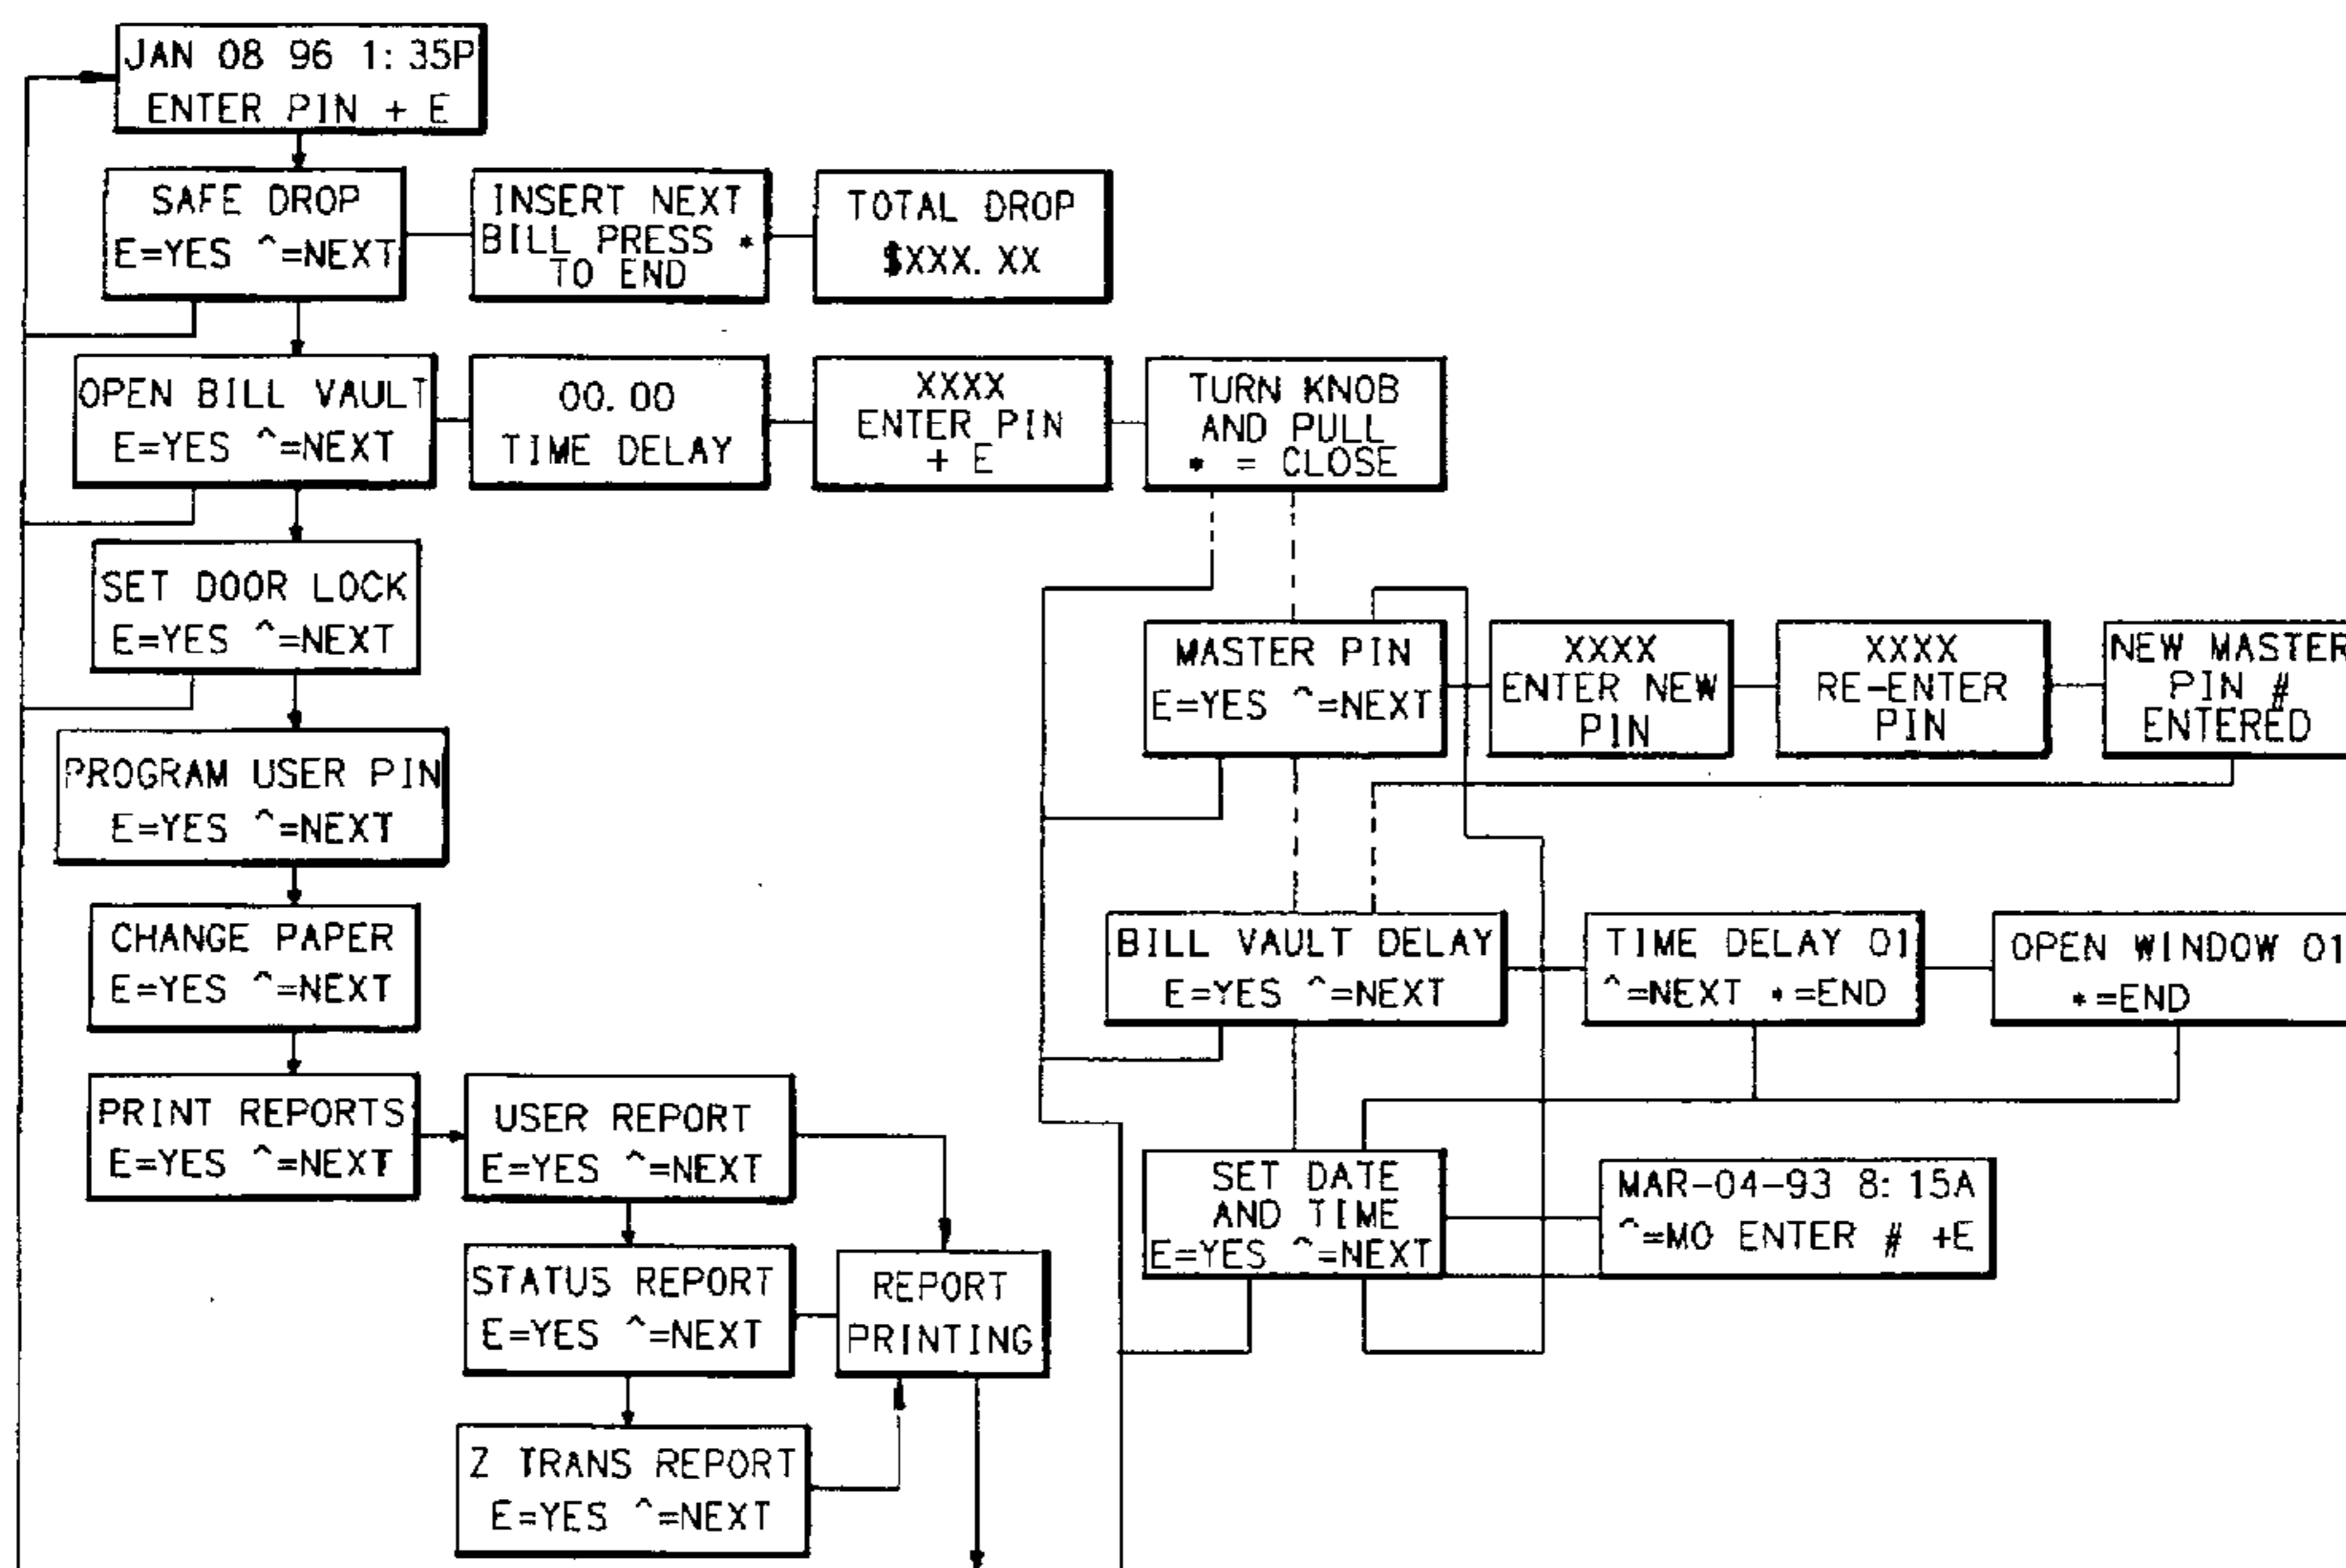 JAN 08 96 1:35P
ENTER PIN + E
SAFE DROP
E=YES ^=NEXT
INSERT NEXT
BILL PRESS *
TO END
TOTAL DROP
$XXX.XX
OPEN BILL VAULT
E=YES ^=NEXT
00.00
TIME DELAY
XXXX
ENTER PIN
+ E
TURN KNOB
AND PULL
* = CLOSE
SET DOOR LOCK
E=YES ^=NEXT
MASTER PIN
E=YES ^=NEXT
XXXX
ENTER NEW
PIN
XXXX
RE-ENTER
PIN
NEW MASTER
PIN #
ENTERED
PROGRAM USER PIN
E=YES ^=NEXT
CHANGE PAPER
E=YES ^=NEXT
BILL VAULT DELAY
E=YES ^=NEXT
TIME DELAY 01
^=NEXT *=END
OPEN WINDOW 01
*=END
PRINT REPORTS
E=YES ^=NEXT
USER REPORT
E=YES ^=NEXT
SET DATE
AND TIME
E=YES ^=NEXT
MAR-04-93 8:15A
^=MO ENTER # +E
STATUS REPORT
E=YES ^=NEXT
REPORT
PRINTING
Z TRANS REPORT
E=YES ^=NEXT